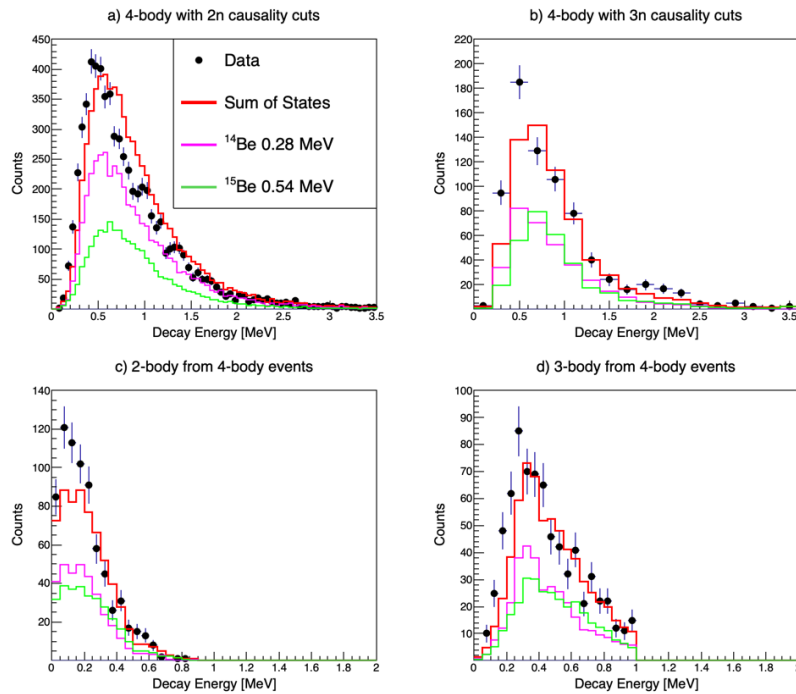 a) 4-body with 2n causality cuts
450
400
350
300
250
200
150
100
50
Counts
0 0.5 1 1.5 2 2.5 3 3.5
Decay Energy [MeV]
Data
Sum of States
¹⁴Be 0.28 MeV
¹⁵Be 0.54 MeV
b) 4-body with 3n causality cuts
220
200
180
160
140
120
100
80
60
40
20
Counts
0 0.5 1 1.5 2 2.5 3 3.5
Decay Energy [MeV]
c) 2-body from 4-body events
140
120
100
80
60
40
20
0
Counts
0.2 0.4 0.6 0.8 1 1.2 1.4 1.6 1.8 2
Decay Energy [MeV]
d) 3-body from 4-body events
100
90
80
70
60
50
40
30
20
10
Counts
0 0.2 0.4 0.6 0.8 1 1.2 1.4 1.6 1.8
Decay Energy [MeV]